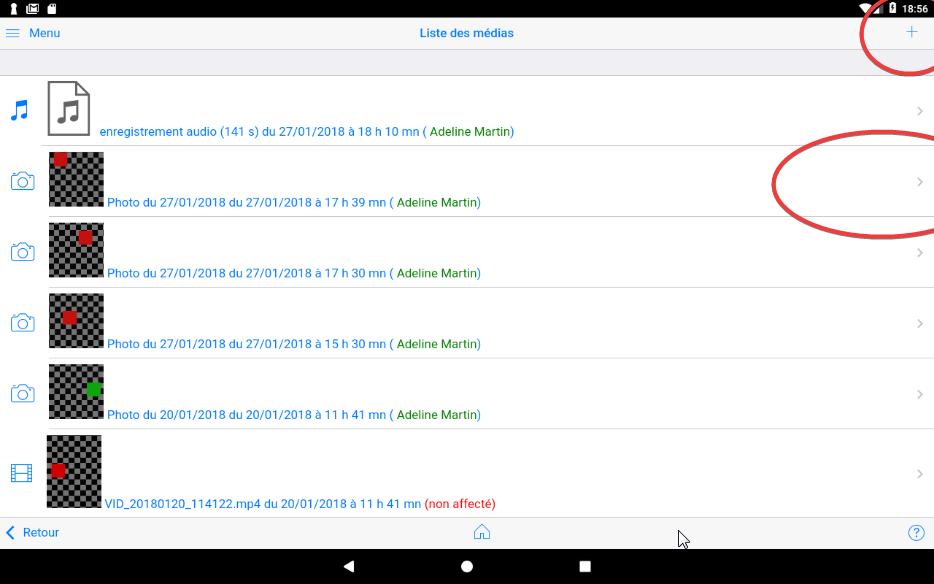 18:56
Menu
Liste des médias
enregistrement audio (141 s) du 27/01/2018 à 18 h 10 mn ( Adeline Martin)
Photo du 27/01/2018 du 27/01/2018 à 17 h 39 mn ( Adeline Martin)
Photo du 27/01/2018 du 27/01/2018 à 17 h 30 mn ( Adeline Martin)
Photo du 27/01/2018 du 27/01/2018 à 15 h 30 mn ( Adeline Martin)
Photo du 20/01/2018 du 20/01/2018 à 11 h 41 mn ( Adeline Martin)
VID_20180120_114122.mp4 du 20/01/2018 à 11 h 41 mn (non affecté)
Retour